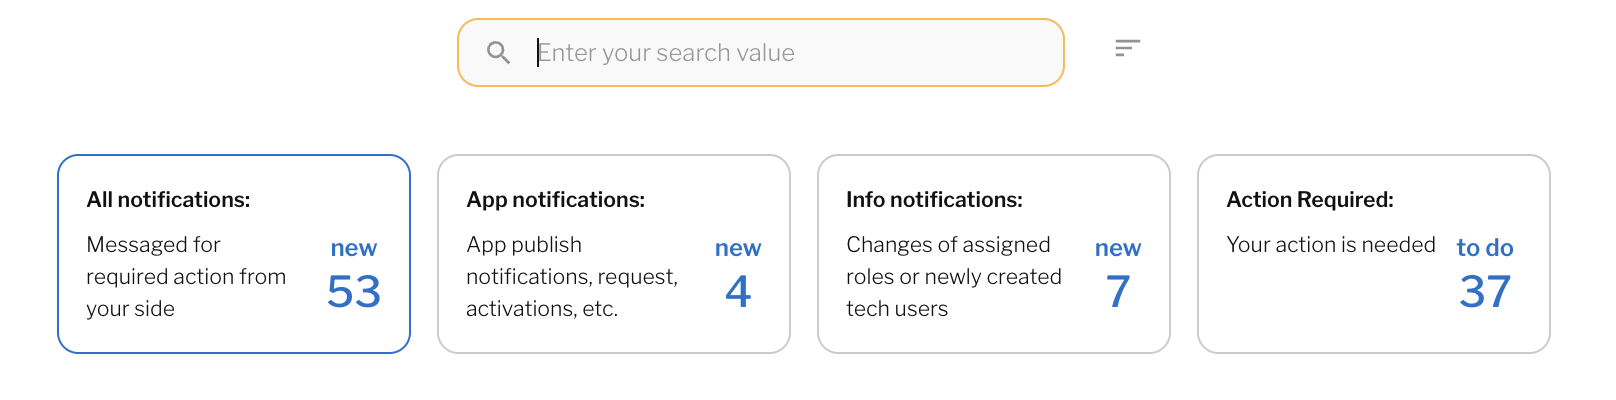 Enter your search value
All notifications:
Messaged for
required action from
your side
new
53
App notifications:
App publish
notifications, request,
activations, etc.
new
4
Info notifications:
Changes of assigned
roles or newly created
tech users
new
7
Action Required:
Your action is needed
to do
37